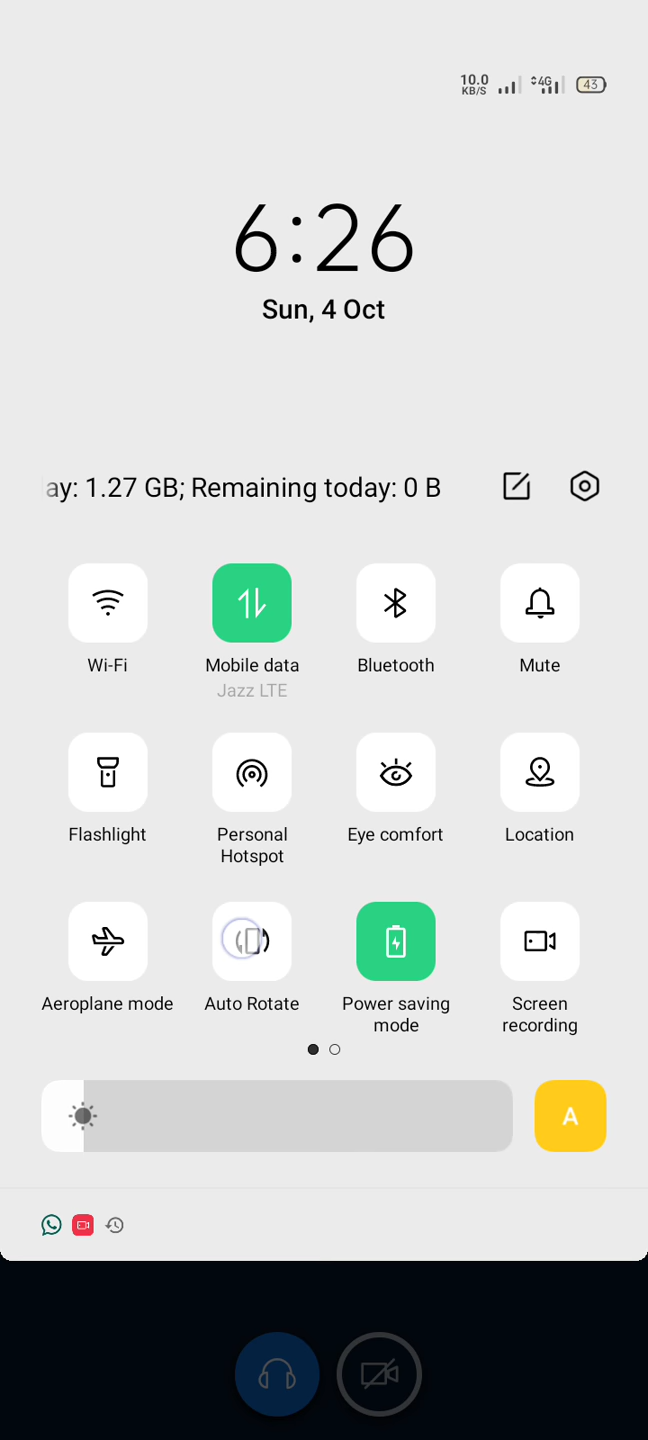 10.0
KB/S
4G
43
6:26
Sun, 4 Oct
ay: 1.27 GB; Remaining today: 0 B
Wi-Fi
Mobile data
Jazz LTE
Bluetooth
Mute
Flashlight
Personal
Hotspot
Eye comfort
Location
Aeroplane mode
Auto Rotate
Power saving
mode
Screen
recording
A